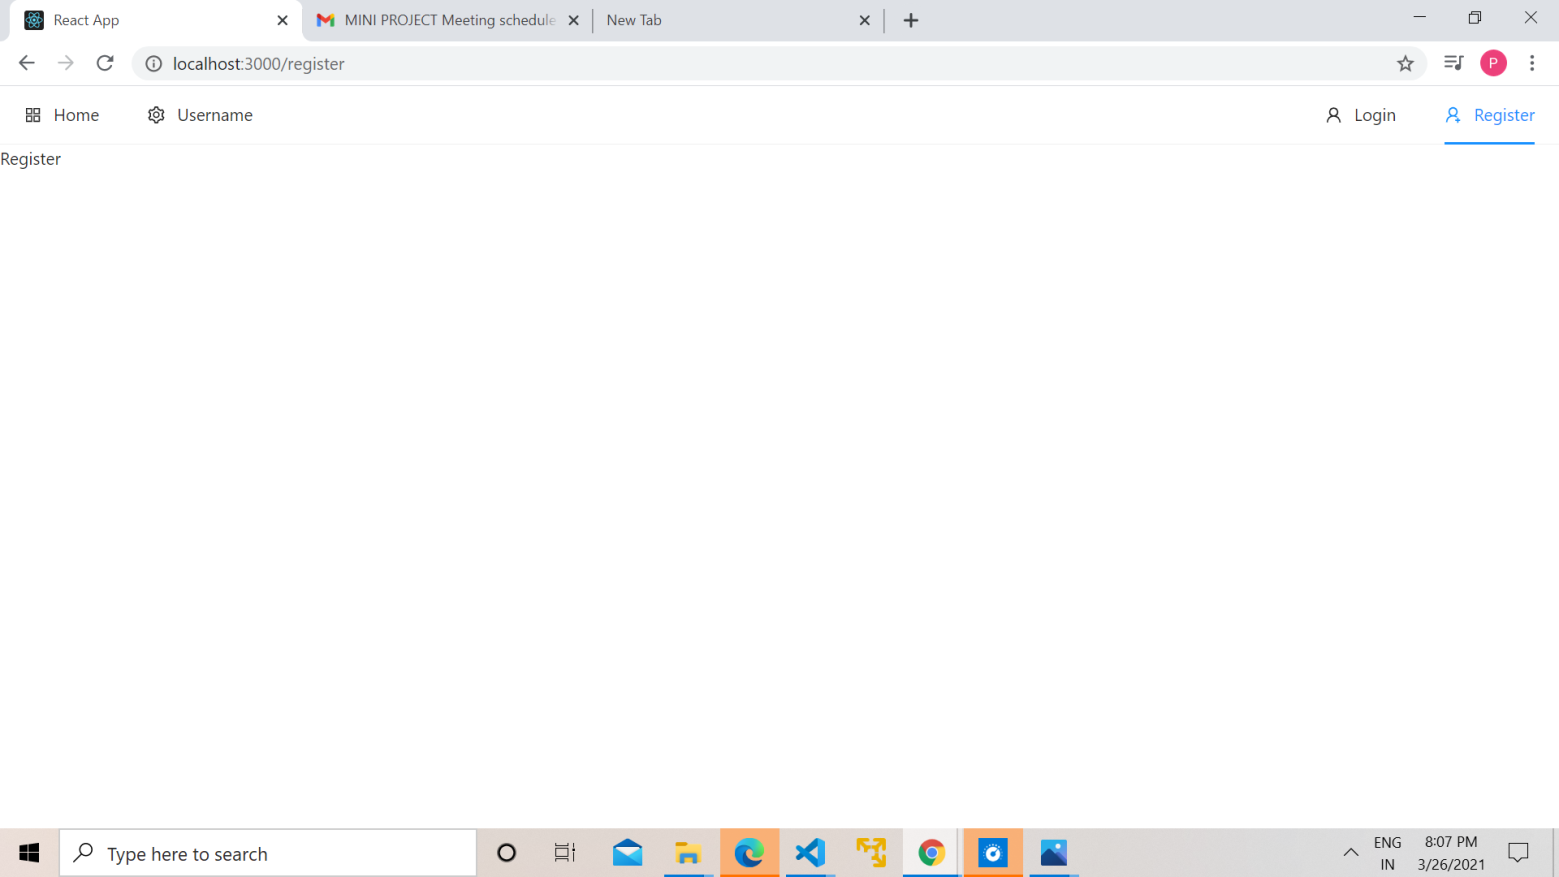 React App
MINI PROJECT Meeting schedule
New Tab
localhost:3000/register
P
Home
Username
Login
Register
Register
Type here to search
ENG
IN
8:07 PM
3/26/2021